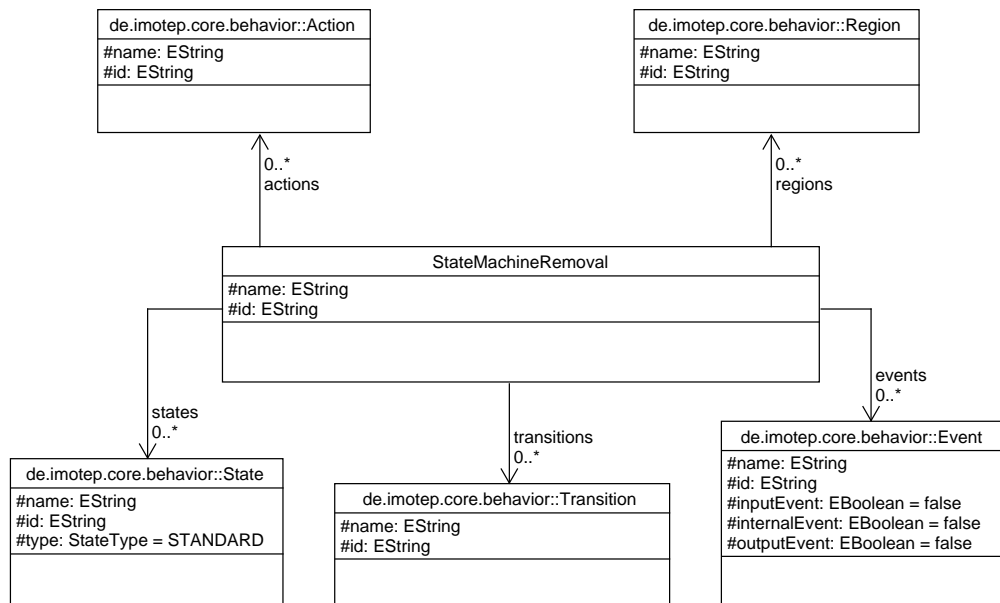 de.imotep.core.behavior::Action
#name: EString
#id: EString
de.imotep.core.behavior::Region
#name: EString
#id: EString
0..*
actions
0..*
regions
StateMachineRemoval
#name: EString
#id: EString
states
0..*
transitions
0..*
events
0..*
de.imotep.core.behavior::State
#name: EString
#id: EString
#type: StateType = STANDARD
de.imotep.core.behavior::Transition
#name: EString
#id: EString
de.imotep.core.behavior::Event
#name: EString
#id: EString
#inputEvent: EBoolean = false
#internalEvent: EBoolean = false
#outputEvent: EBoolean = false